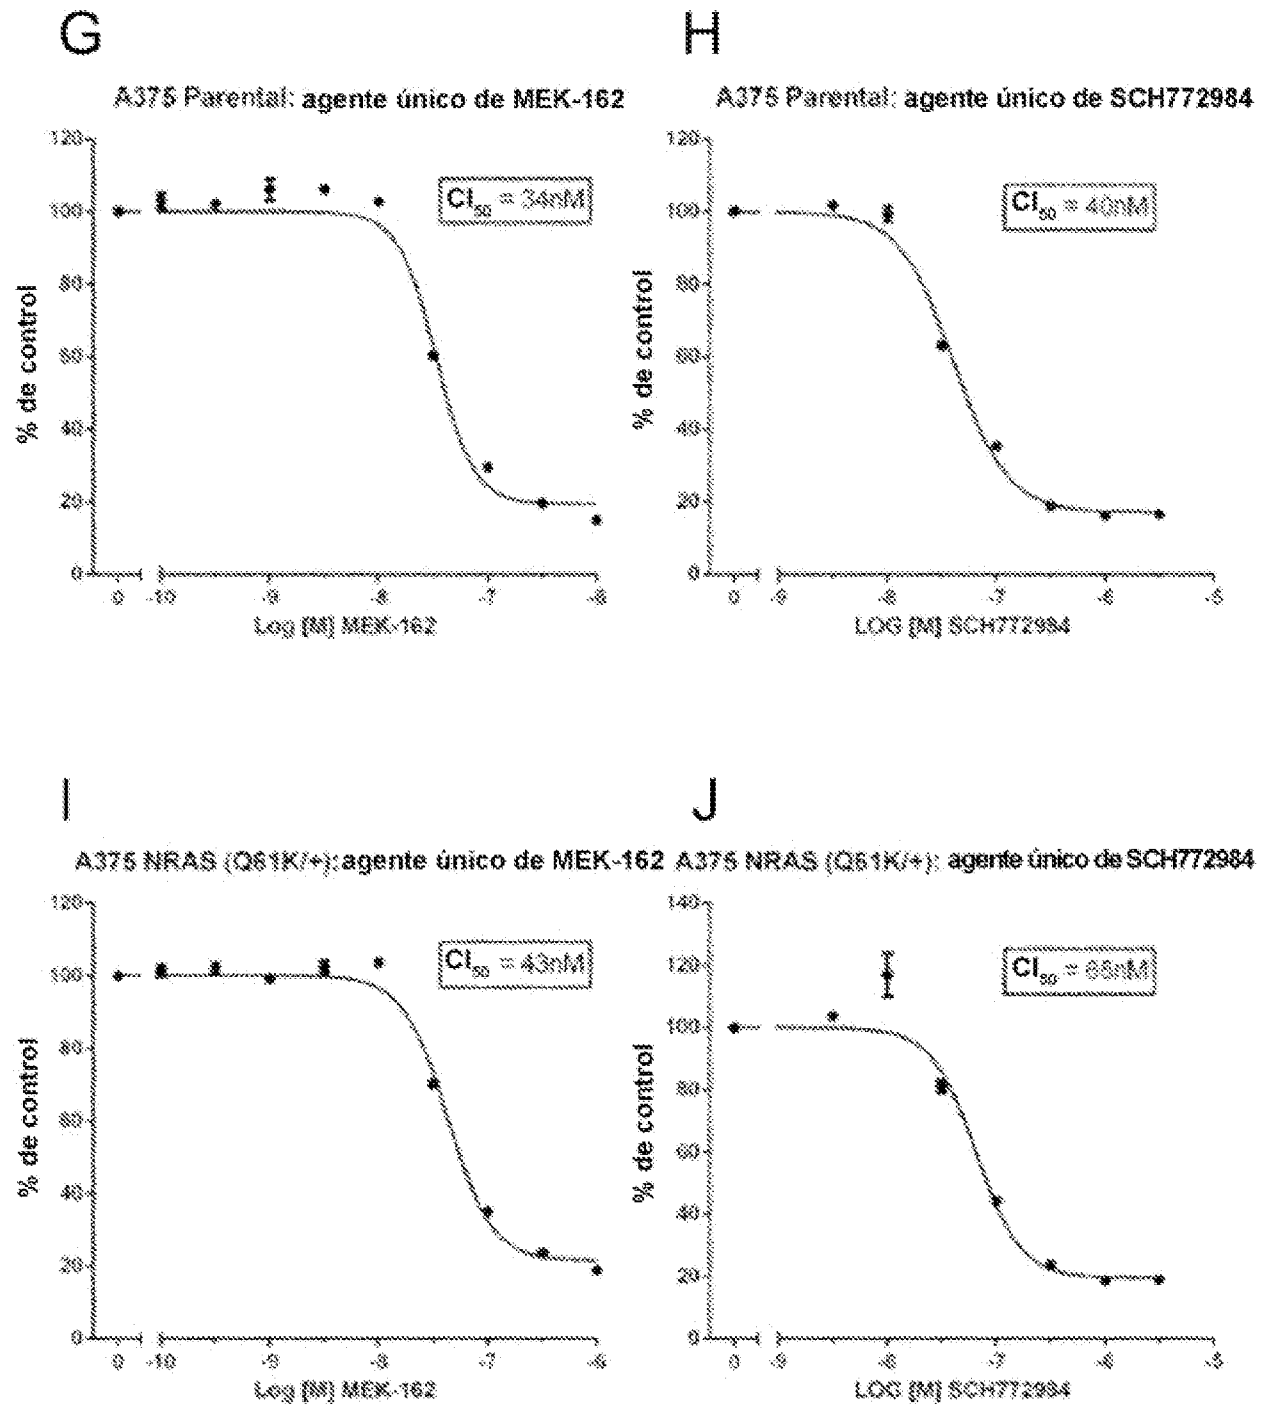 G
A375 Parental: agente único de MEK-162
120
100
80
60
40
20
0
% de control
CI50 = 34nM
0 -10 -9 -8 -7 -6
Log [M] MEK-162
H
A375 Parental: agente único de SCH772984
120
100
80
60
40
20
0
% de control
CI50 = 40nM
0 -9 -8 -7 -6 -5
LOG [M] SCH772984
I
A375 NRAS (Q61K/+): agente único de MEK-162
120
100
80
60
40
20
0
% de control
CI50 = 43nM
0 -10 -9 -8 -7 -6
Log [M] MEK-162
J
A375 NRAS (Q61K/+): agente único de SCH772984
140
120
100
80
60
40
20
0
% de control
CI50 = 65nM
0 -9 -8 -7 -6 -5
LOG [M] SCH772984